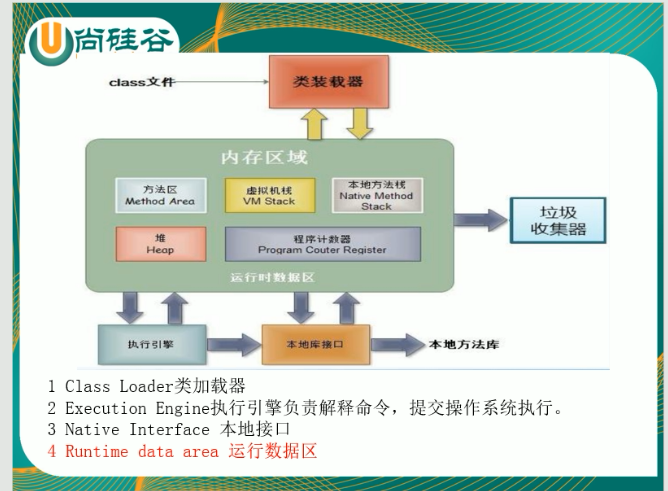 尚硅谷
class文件
类装载器
内存区域
方法区
Method Area
虚拟机栈
VM Stack
本地方法栈
Native Method
Stack
堆
Heap
程序计数器
Program Couter Register
运行时数据区
垃圾
收集器
执行引擎
本地库接口
本地方法库
1 Class Loader类加载器
2 Execution Engine执行引擎负责解释命令，提交操作系统执行。
3 Native Interface 本地接口
4 Runtime data area 运行数据区